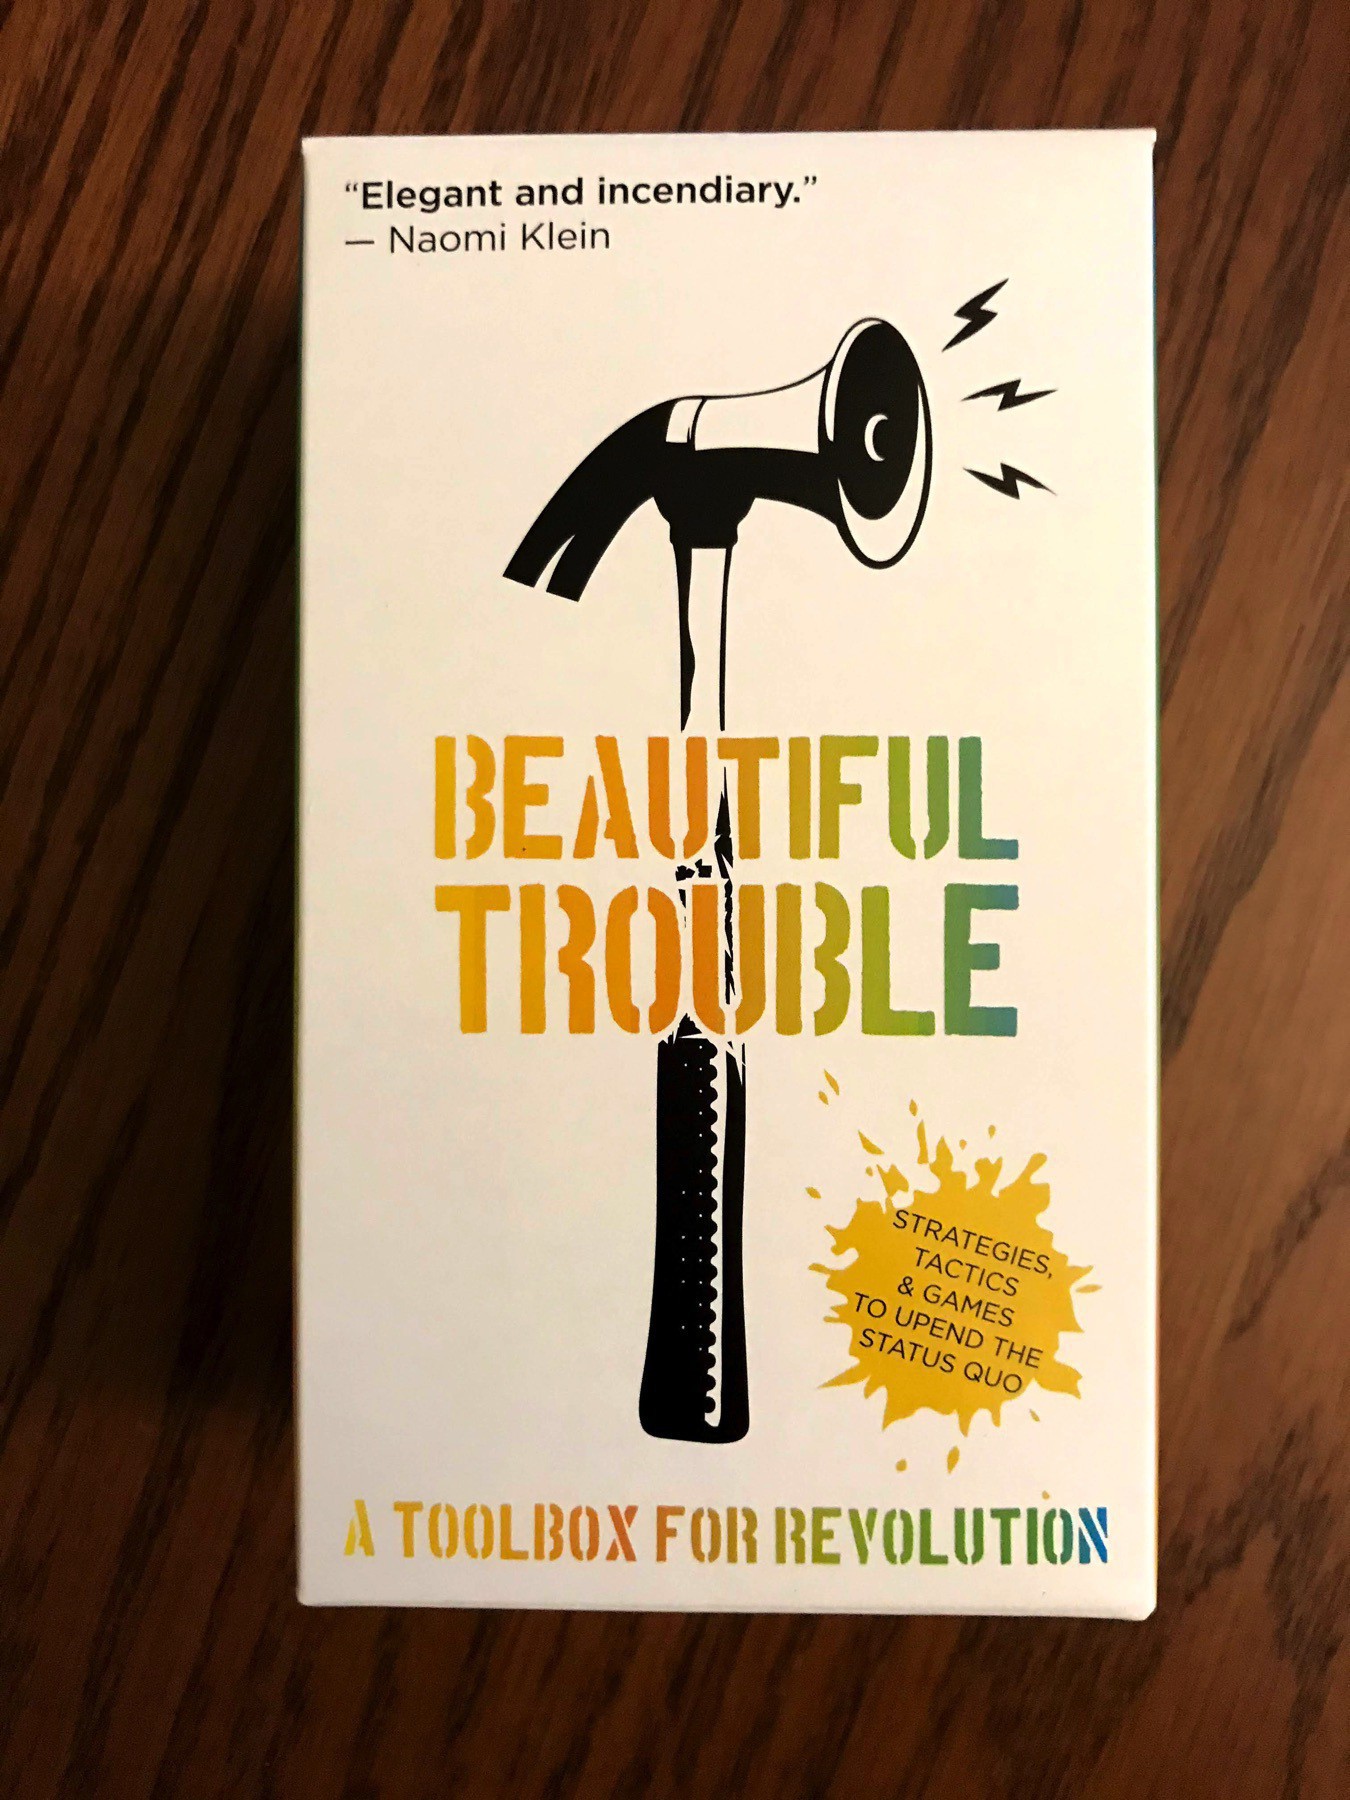 “Elegant and incendiary.”
— Naomi Klein
BEAUTIFUL
TROUBLE
STRATEGIES,
TACTICS
& GAMES
TO UPEND THE
STATUS QUO
A TOOLBOX FOR REVOLUTION